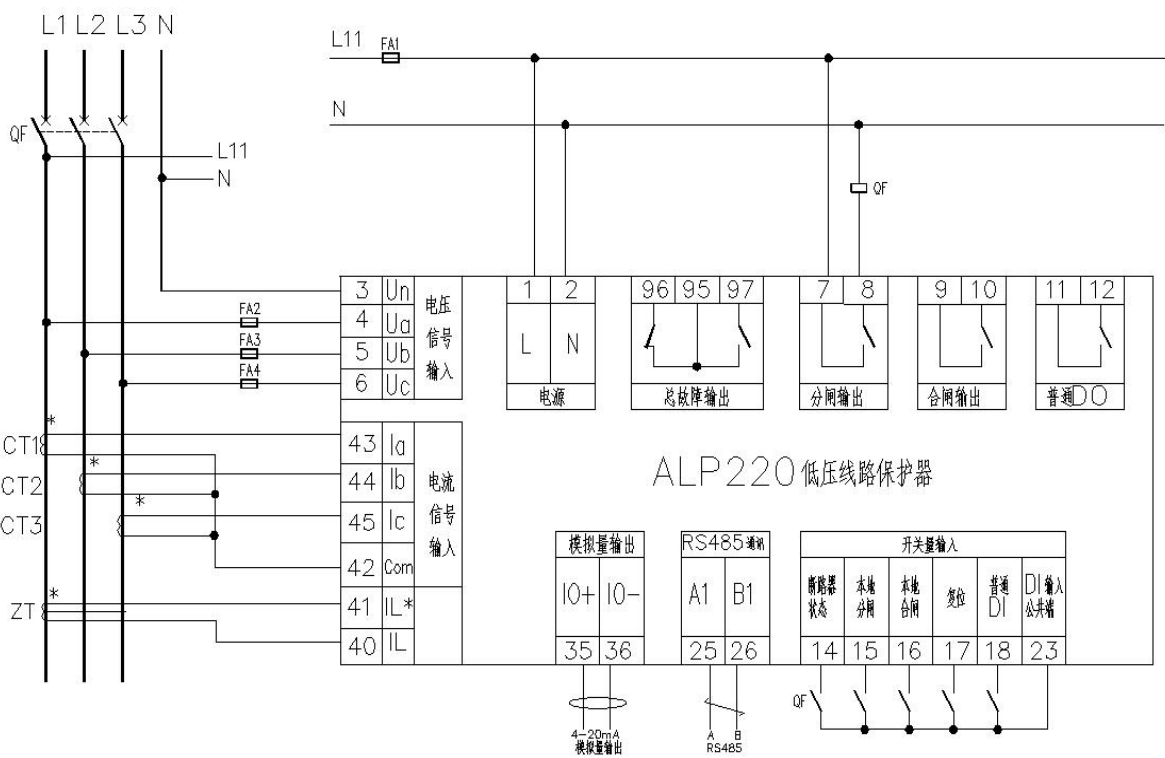 L1 L2 L3 N
L11 FA1
N
QF
L11
N
QF
3 Un
4 Ua
5 Ub
6 Uc
电压
信号
输入
FA2
FA3
FA4
1 2
L N
电源
96 95 97
总故障输出
7 8
分闸输出
9 10
合闸输出
11 12
普通DO
*
CT1
*
CT2
*
CT3
43 Ia
44 Ib
45 Ic
42 Com
电流
信号
输入
*
ZT
41 IL*
40 IL
ALP220低压线路保护器
模拟量输出
IO+ IO-
35 36
4-20mA
模拟量输出
RS485通讯
A1 B1
25 26
A B
RS485
开关量输入
断路器
状态
本地
分闸
本地
合闸
复位
普通
DI
DI输入
公共端
14 15 16 17 18 23
QF